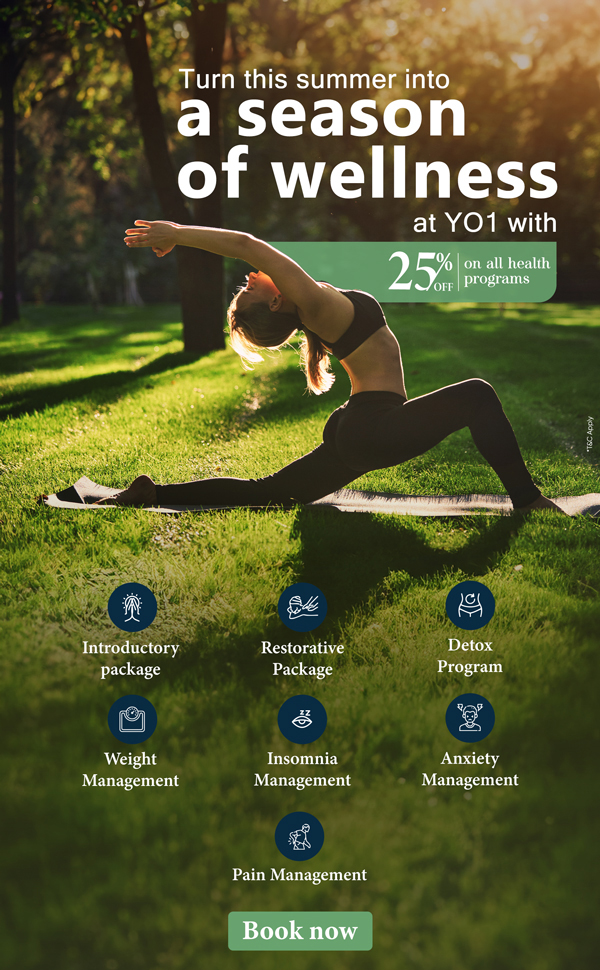 Turn this summer into
a season
of wellness
at YO1 with
25% OFF on all health
programs
*T&C Apply
Introductory
package
Restorative
Package
Detox
Program
Weight
Management
Insomnia
Management
Anxiety
Management
Pain Management
Book now